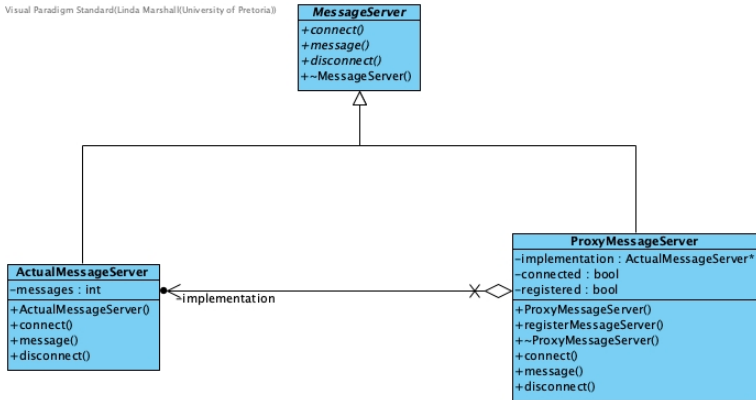 Visual Paradigm Standard(Linda Marshall(University of Pretoria))
MessageServer
+connect()
+message()
+disconnect()
+~MessageServer()
ActualMessageServer
-messages : int
+ActualMessageServer()
+connect()
+message()
+disconnect()
-implementation
ProxyMessageServer
-implementation : ActualMessageServer*
-connected : bool
-registered : bool
+ProxyMessageServer()
+registerMessageServer()
+~ProxyMessageServer()
+connect()
+message()
+disconnect()